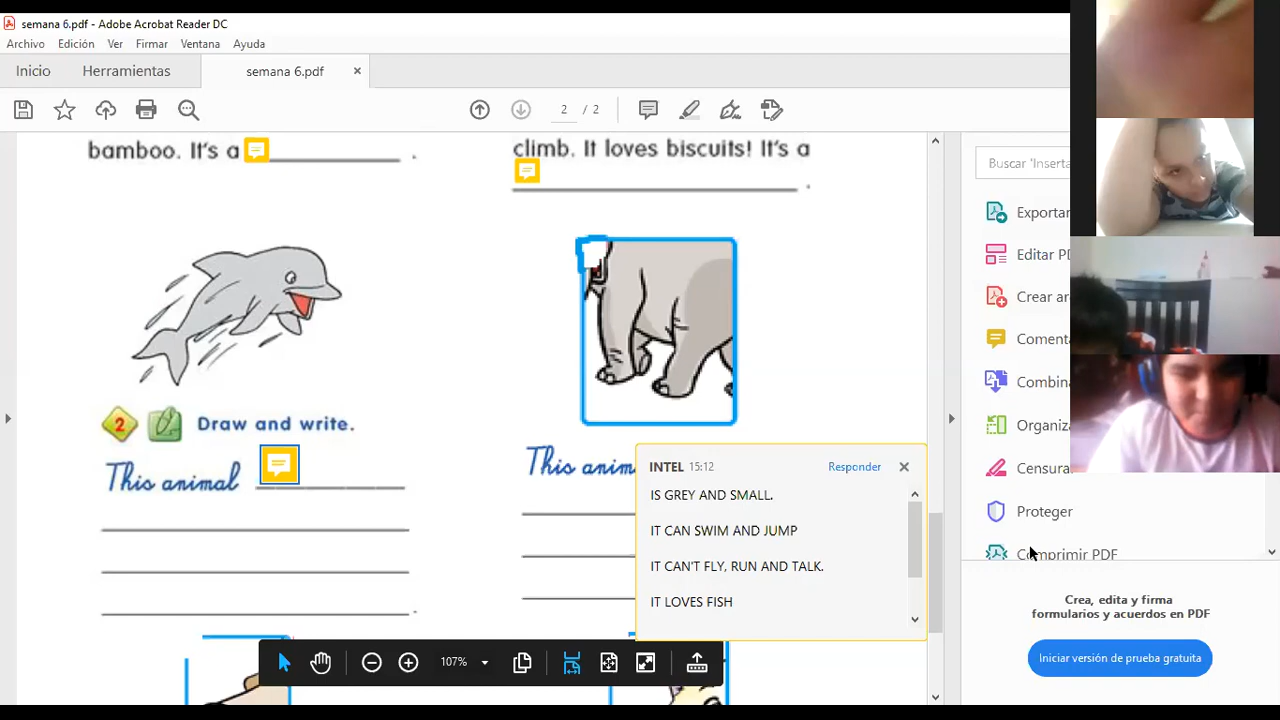 semana 6.pdf - Adobe Acrobat Reader DC
Archivo Edición Ver Firmar Ventana Ayuda
Inicio Herramientas semana 6.pdf ×
2 / 2
bamboo. It's a ____________ .
climb. It loves biscuits! It's a
____________ .
2 Draw and write.
This animal
This anim
INTEL 15:12 Responder ×
IS GREY AND SMALL.
IT CAN SWIM AND JUMP
IT CAN'T FLY, RUN AND TALK.
IT LOVES FISH
107%
Buscar 'Inserta
Exportar
Editar PD
Crear ar
Comenta
Combina
Organiza
Censura
Proteger
Comprimir PDF
Crea, edita y firma
formularios y acuerdos en PDF
Iniciar versión de prueba gratuita